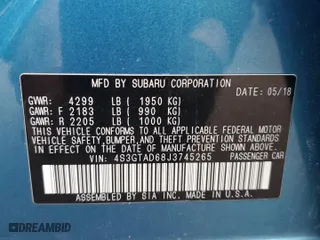 MFD. BY SUBARU CORPORATION
DATE: 05/18
GVWR: 4299 LB ( 1950 KG)
GAWR: F 2183 LB ( 990 KG)
GAWR: R 2205 LB ( 1000 KG)
THIS VEHICLE CONFORMS TO ALL APPLICABLE
FEDERAL MOTOR VEHICLE
SAFETY, BUMPER, AND THEFT PREVENTION
STANDARDS IN EFFECT ON THE DATE OF
MANUFACTURE SHOWN ABOVE.
VIN: 4S3GTAD68J3745265
PASSENGER CAR
ASSEMBLED BY SIA INC. MADE IN U.S.A.
DREAMBID